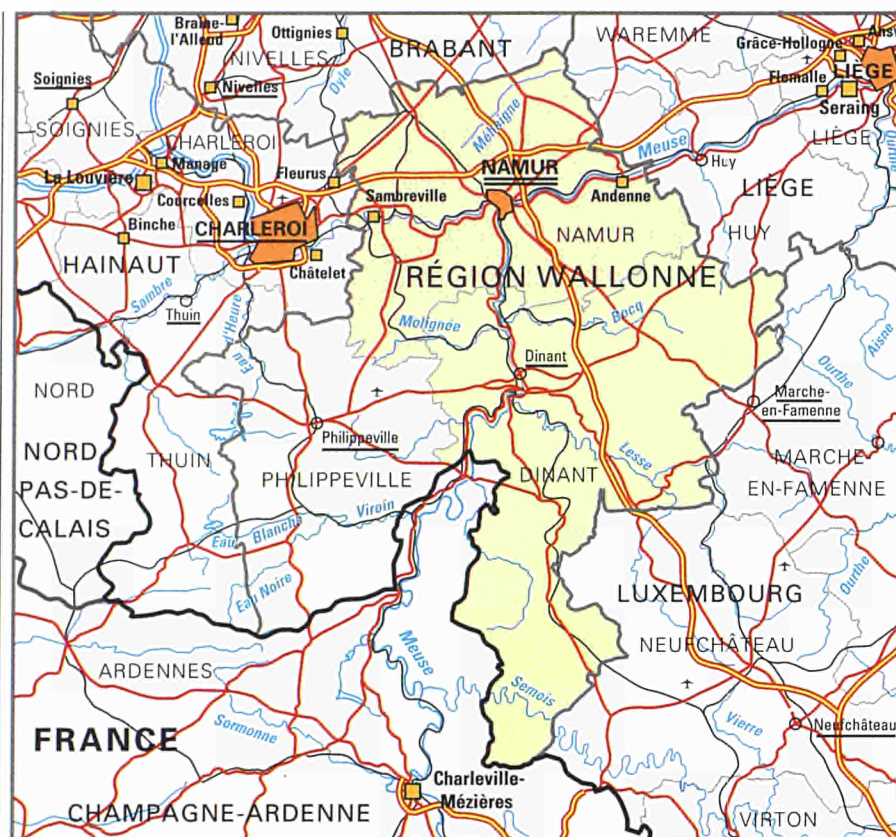 Braine-
l'Alleud
Ottignies
NIVELLES
BRABANT
WAREMME
Ans
Grâce-Hollogne
LIÈGE
Flemalle
Seraing
Soignies
Nivelles
Dyle
Méhaigne
SOIGNIES
CHARLEROI
Manage
Meuse
LIÈGE
Huy
La Louvière
Fleurus
NAMUR
Andenne
LIÈGE
Courcelles
Sambreville
CHARLEROI
Binche
NAMUR
HUY
HAINAUT
Châtelet
RÉGION WALLONNE
Sambre
Thuin
Eau d'Heure
Molignée
Bocq
Aisne
Dinant
Ourthe
NORD
Marche-
en-Famenne
Philippeville
NORD
PAS-DE-
CALAIS
THUIN
PHILIPPEVILLE
DINANT
Lesse
MARCHE-
EN-FAMENNE
Eau Blanche
Viroin
Eau Noire
LUXEMBOURG
Ourthe
Meuse
NEUFCHÂTEAU
ARDENNES
Semois
Sormonne
Vierre
Neufchâteau
FRANCE
Charleville-
Mézières
CHAMPAGNE-ARDENNE
VIRTON